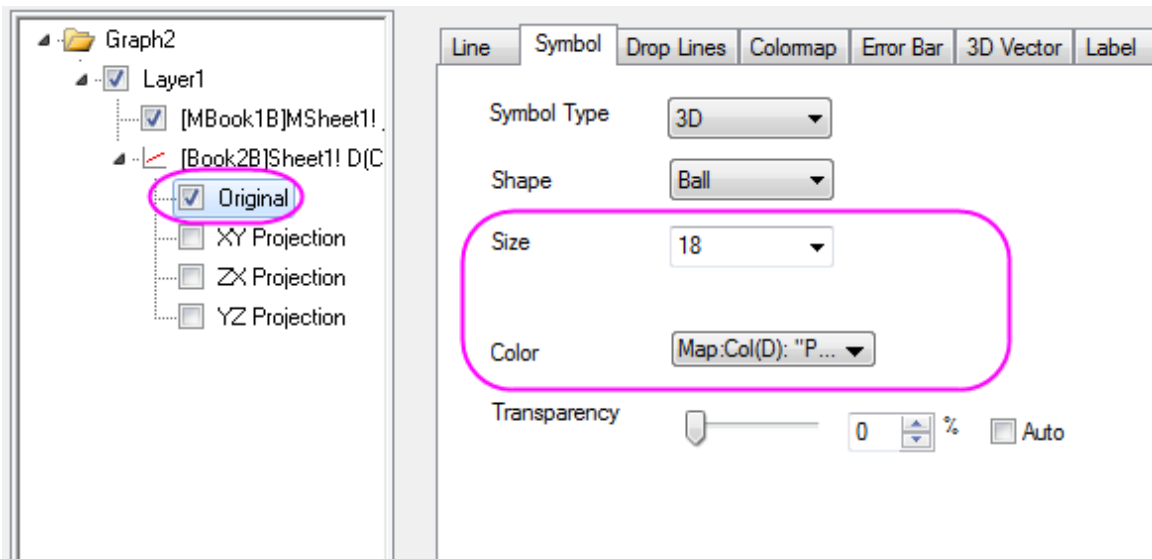 Graph2
Layer1
[MBook1B]MSheet1!
[Book2B]Sheet1! D(C
Original
XY Projection
ZX Projection
YZ Projection
Line Symbol Drop Lines Colormap Error Bar 3D Vector Label
Symbol Type 3D
Shape Ball
Size 18
Color Map:Col(D): "P...
Transparency 0 % Auto